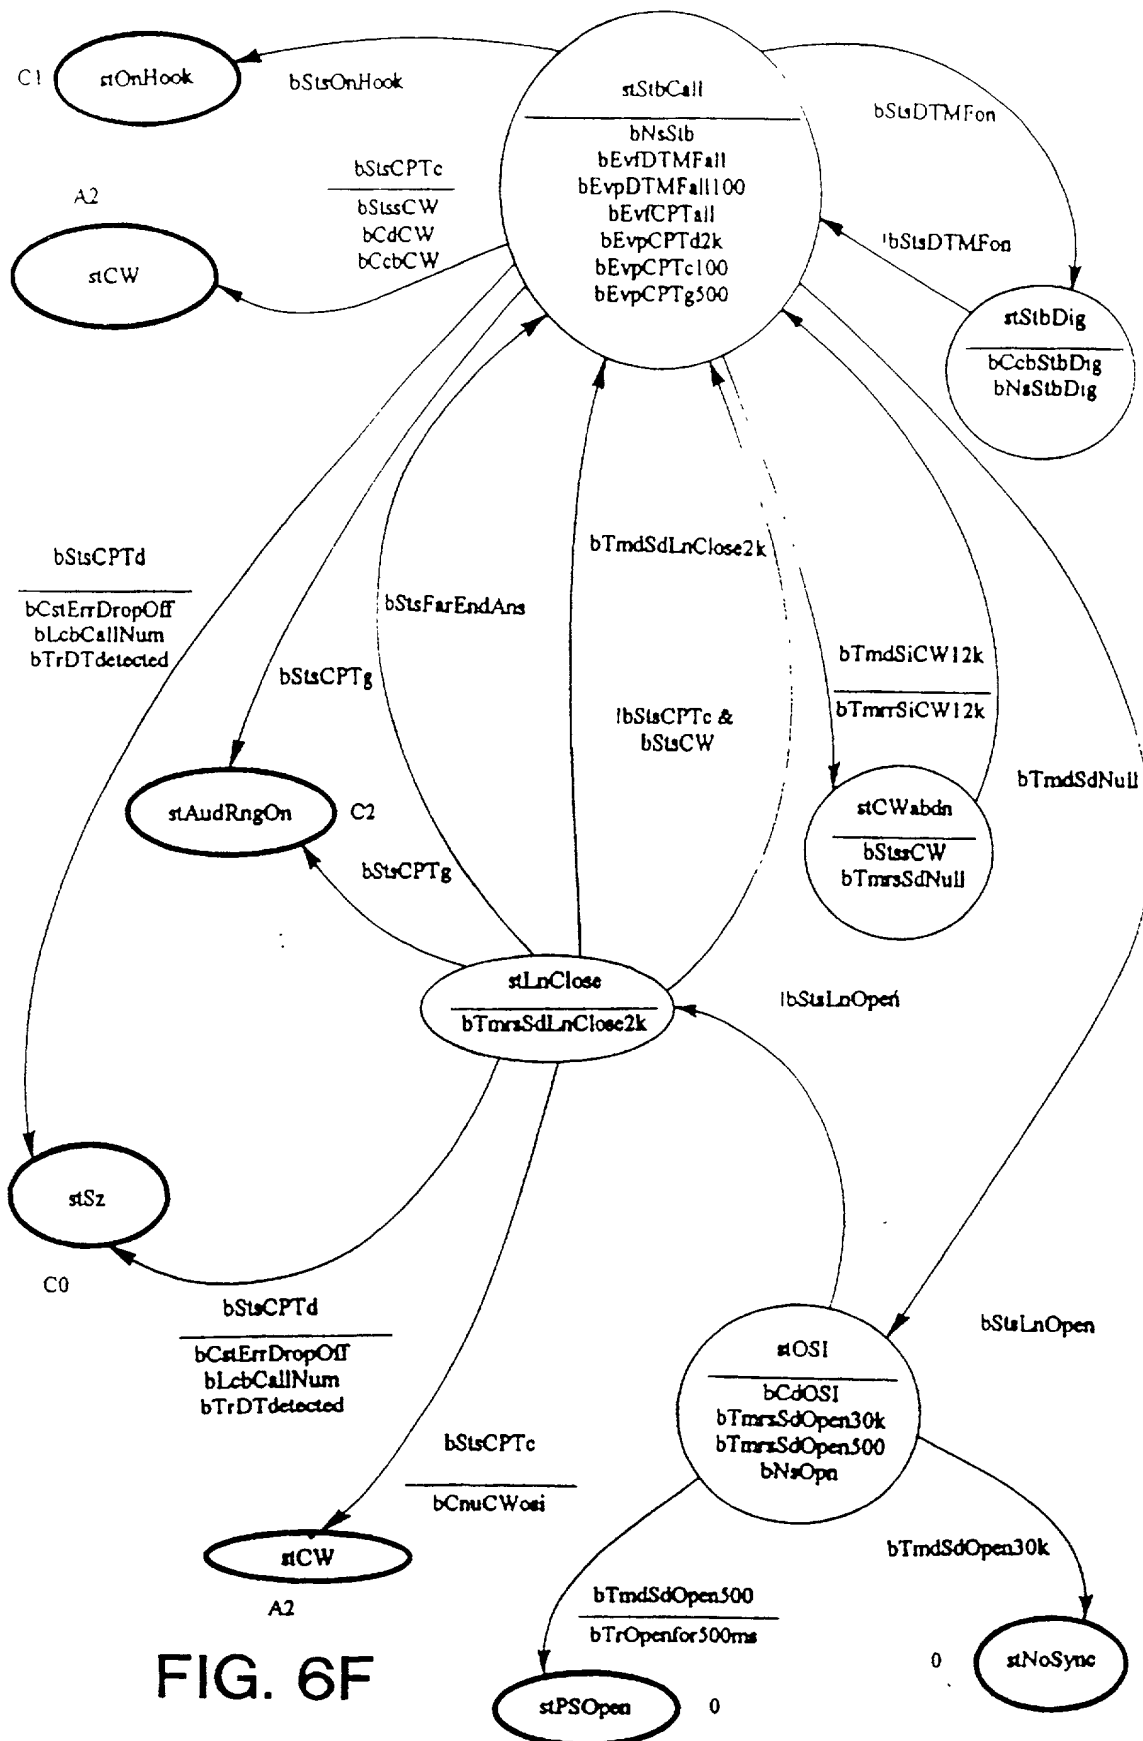 C1
stOnHook
bStsOnHook
stStbCall
bNsStb
bEvfDTMFall
bEvpDTMFall100
bEvfCPTall
bEvpCPTd2k
bEvpCPTc100
bEvpCPTg500
bStsDTMFon
!bStsDTMFon
stStbDig
bCcbStbDig
bNsStbDig
A2
stCW
bStsCPTc
bStssCW
bCdCW
bCcbCW
bStsCPTd
bCstErrDropOff
bLcbCallNum
bTrDTdetected
bStsCPTg
bStsFarEndAns
bTmdSdLnClose2k
!bStsCPTc &
bStsCW
bTmdSiCW12k
bTmrrSiCW12k
bTmdSdNull
stAudRngOn
C2
bStsCPTg
stCWabdn
bStsrCW
bTmrsSdNull
stLnClose
bTmrsSdLnClose2k
!bStsLnOpen
stSz
C0
bStsCPTd
bCstErrDropOff
bLcbCallNum
bTrDTdetected
bStsLnOpen
stOSI
bCdOSI
bTmrsSdOpen30k
bTmrsSdOpen500
bNsOpn
bStsCPTc
bCnuCWosi
stCW
A2
bTmdSdOpen30k
bTmdSdOpen500
bTrOpenfor500ms
0
stNoSync
stPSOpen
0
FIG. 6F